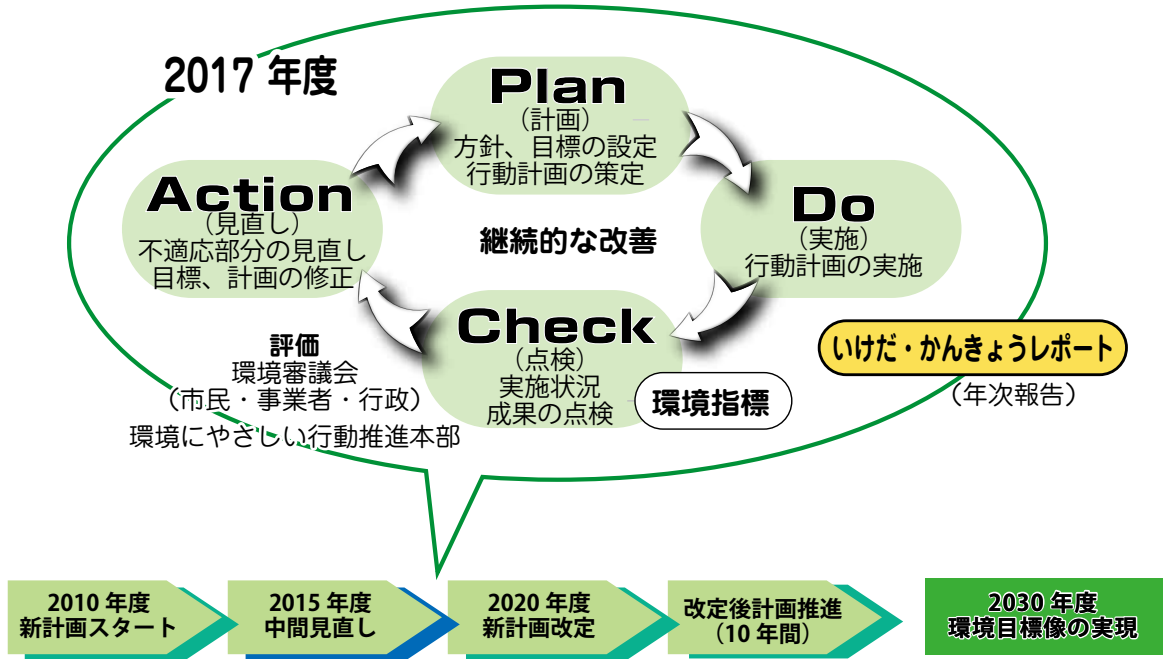 2017 年度
Plan
（計画）
方針、目標の設定
行動計画の策定
Action
（見直し）
不適応部分の見直し
目標、計画の修正
Do
（実施）
行動計画の実施
継続的な改善
Check
（点検）
実施状況
成果の点検
環境指標
評価
環境審議会
（市民・事業者・行政）
環境にやさしい行動推進本部
いけだ・かんきょうレポート
（年次報告）
2010 年度
新計画スタート
2015 年度
中間見直し
2020 年度
新計画改定
改定後計画推進
（10 年間）
2030 年度
環境目標像の実現